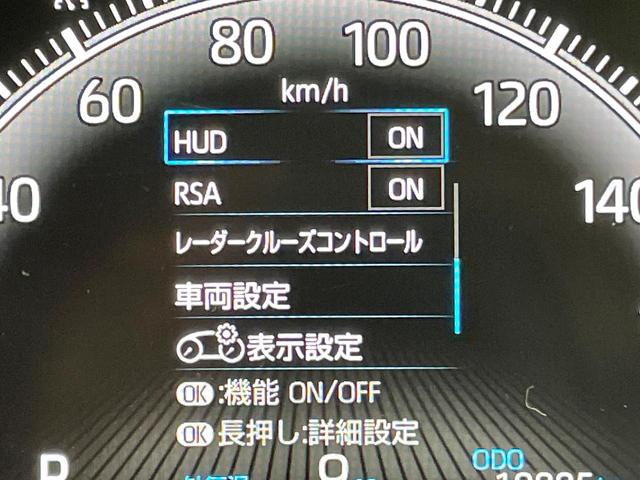 80 100
60 km/h 120
40 140
HUD ON
RSA ON
レーダークルーズコントロール
車両設定
表示設定
OK:機能 ON/OFF
OK長押し:詳細設定
P ODO